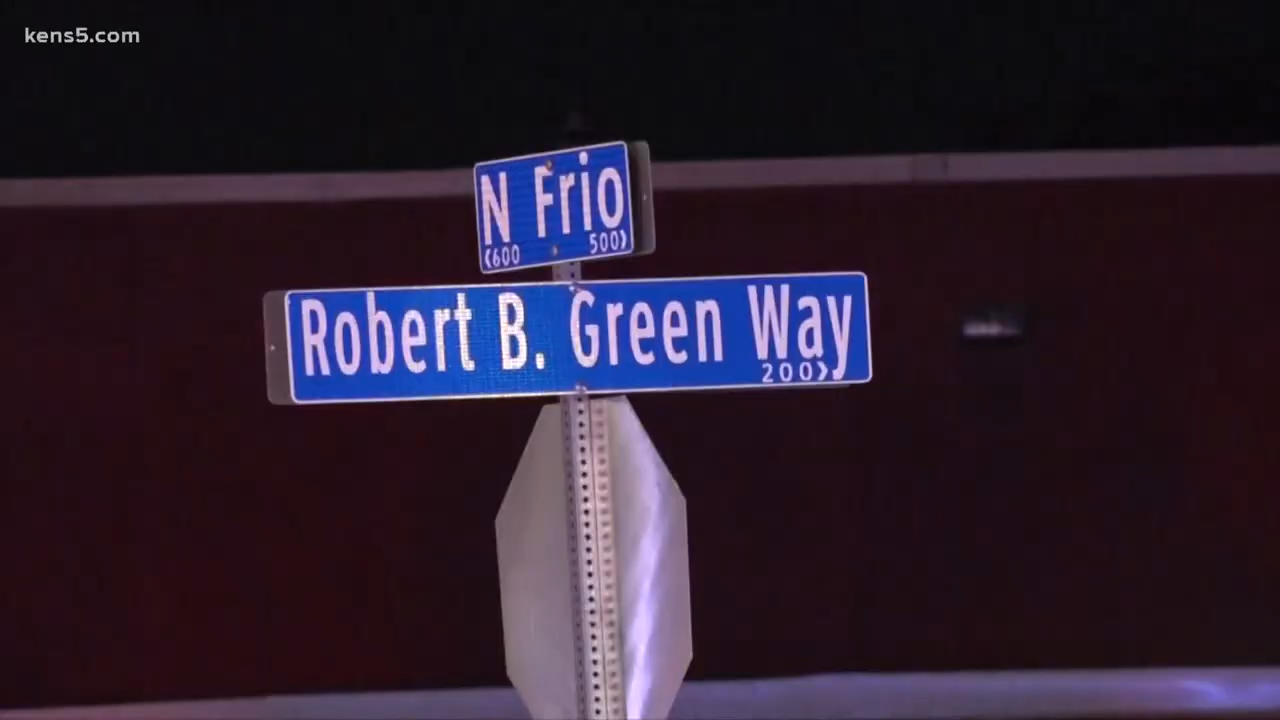 kens5.com
N Frio
‹600 500›
Robert B. Green Way
200›